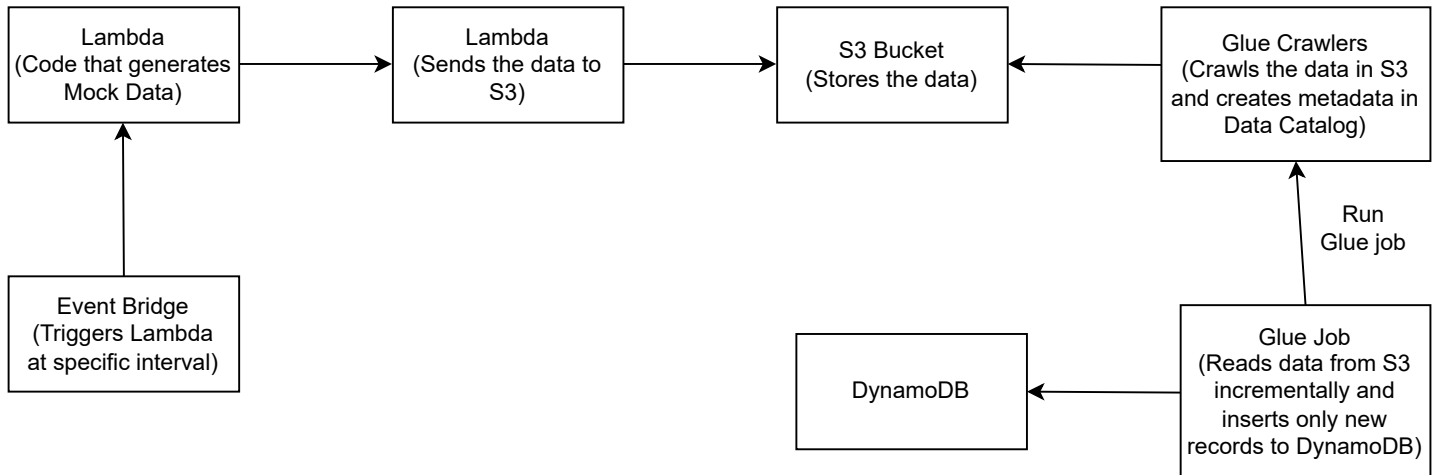 Lambda
(Code that generates
Mock Data)
Lambda
(Sends the data to
S3)
S3 Bucket
(Stores the data)
Glue Crawlers
(Crawls the data in S3
and creates metadata in
Data Catalog)
Run
Glue job
Event Bridge
(Triggers Lambda
at specific interval)
DynamoDB
Glue Job
(Reads data from S3
incrementally and
inserts only new
records to DynamoDB)